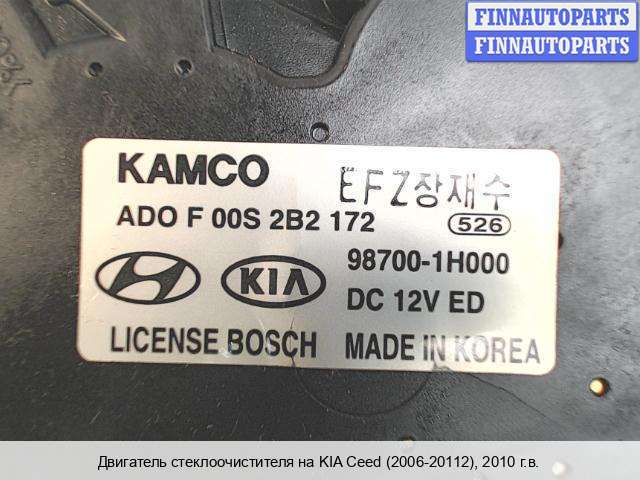 FINNAUTOPARTS
FINNAUTOPARTS
KAMCO EFZ장재수
ADO F 00S 2B2 172 526
KIA 98700-1H000
DC 12V ED
LICENSE BOSCH MADE IN KOREA
Двигатель стеклоочистителя на KIA Ceed (2006-20112), 2010 г.в.